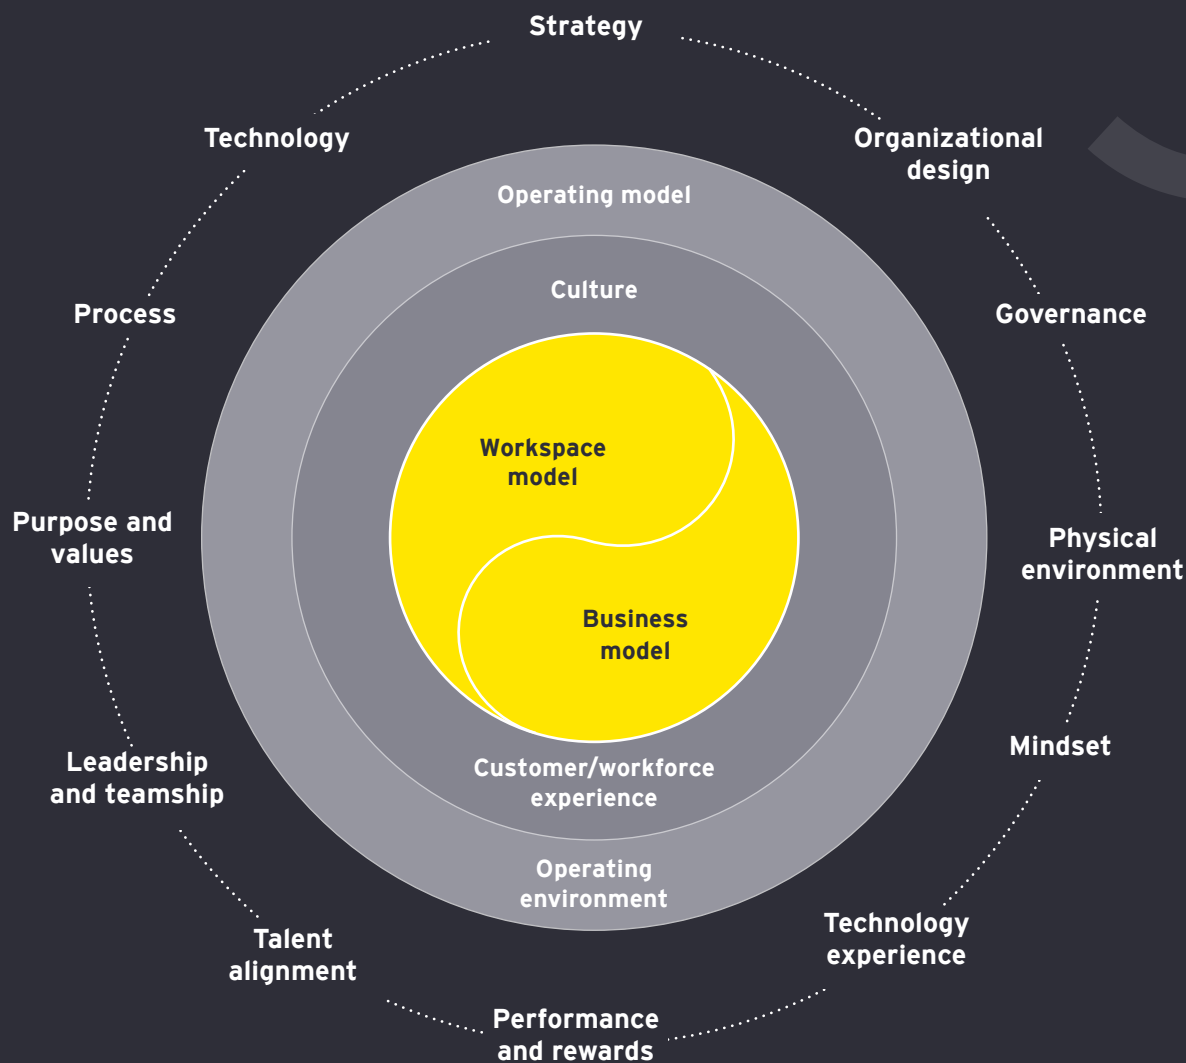 Strategy
Technology
Organizational
design
Operating model
Culture
Process
Governance
Workspace
model
Purpose and
values
Physical
environment
Business
model
Mindset
Leadership
and teamship
Customer/workforce
experience
Operating
environment
Technology
experience
Talent
alignment
Performance
and rewards